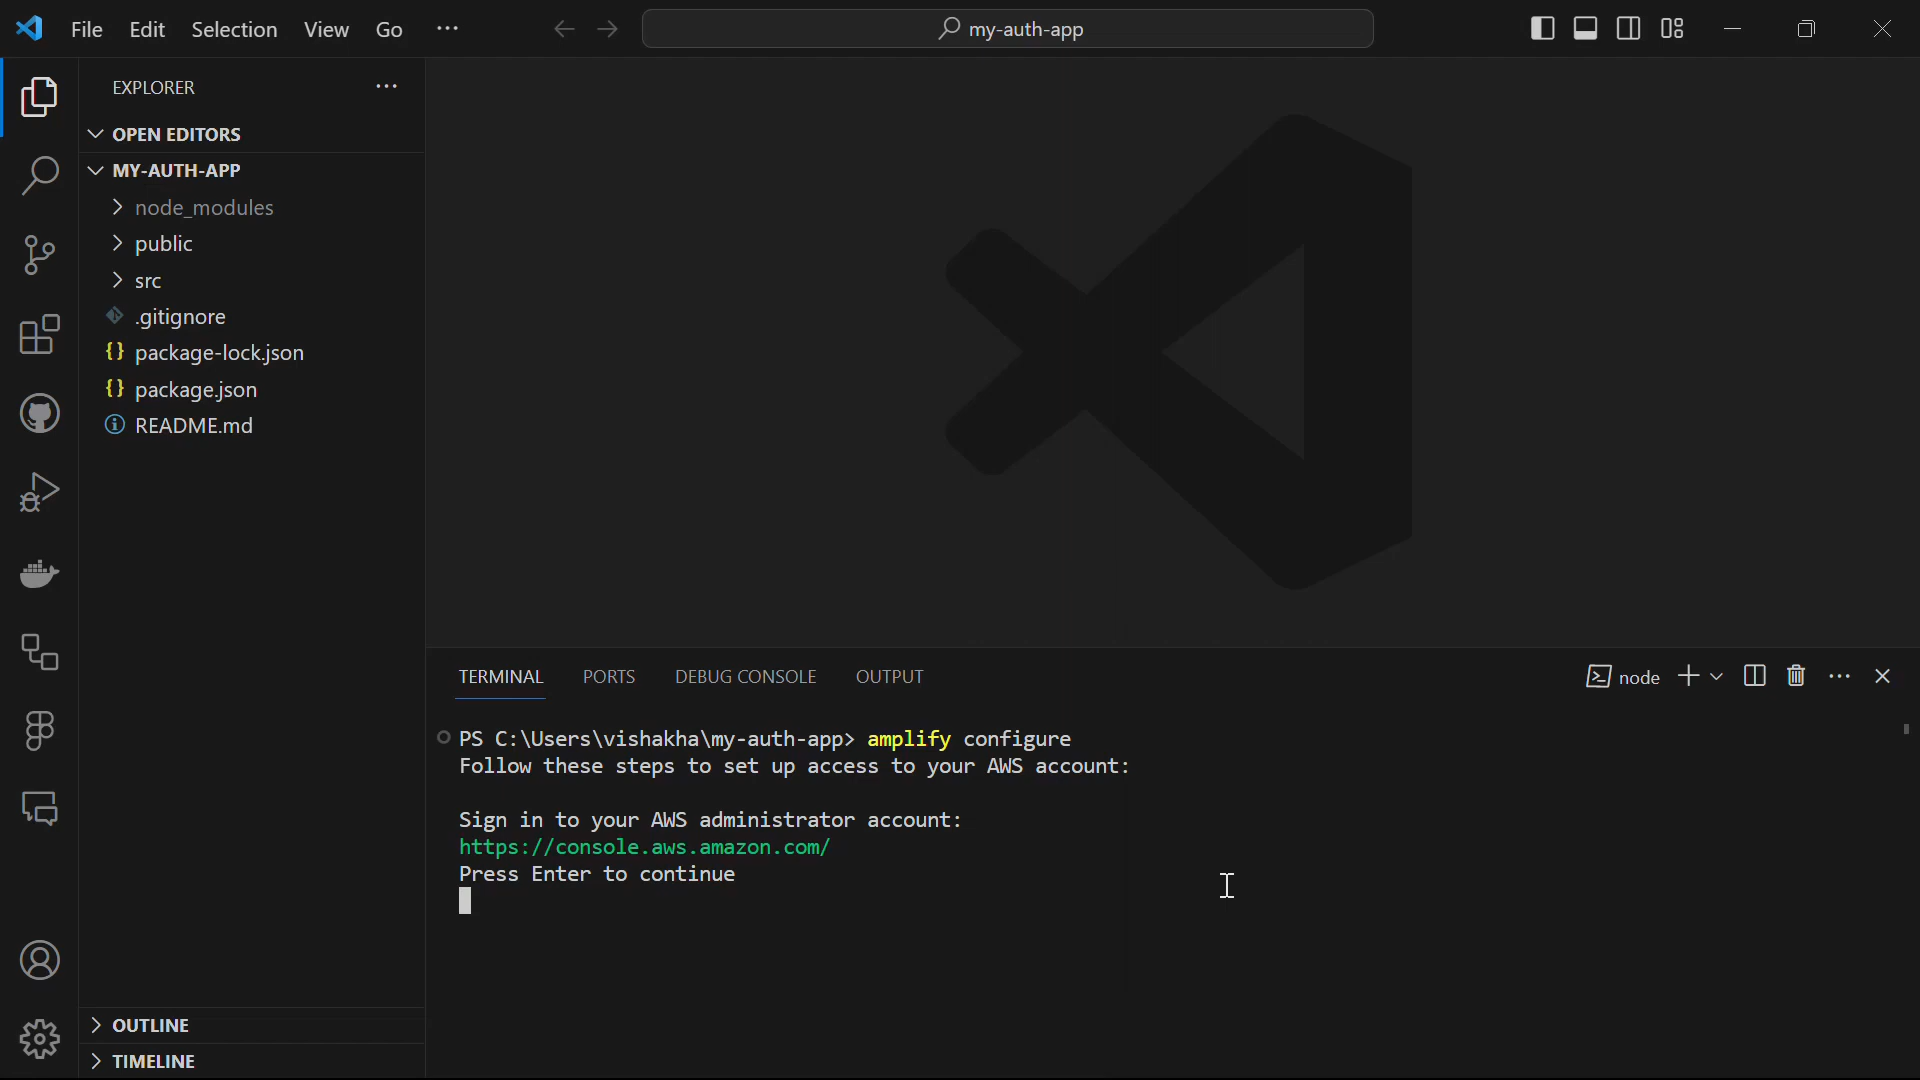 File Edit Selection View Go ···
my-auth-app
EXPLORER ···
OPEN EDITORS
MY-AUTH-APP
node_modules
public
src
.gitignore
{} package-lock.json
{} package.json
README.md
OUTLINE
TIMELINE
TERMINAL PORTS DEBUG CONSOLE OUTPUT
node
PS C:\Users\vishakha\my-auth-app> amplify configure
Follow these steps to set up access to your AWS account:
Sign in to your AWS administrator account:
https://console.aws.amazon.com/
Press Enter to continue